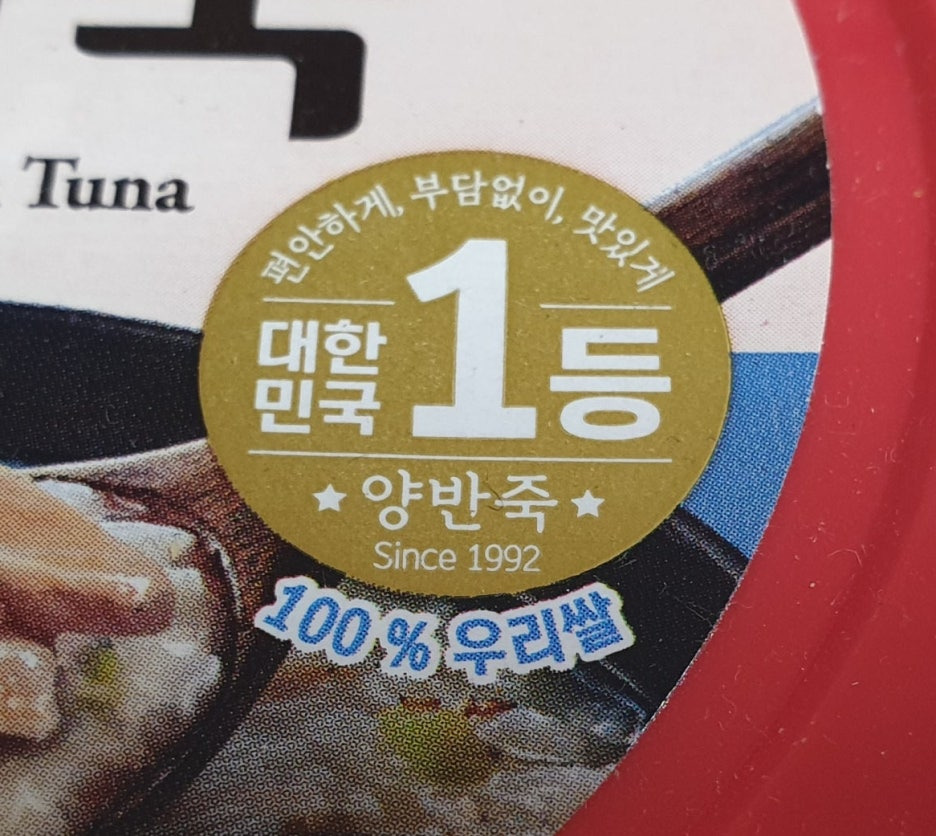 Tuna
편안하게, 부담없이, 맛있게
대한
민국
1등
★ 양반죽 ★
Since 1992
100 % 우리쌀